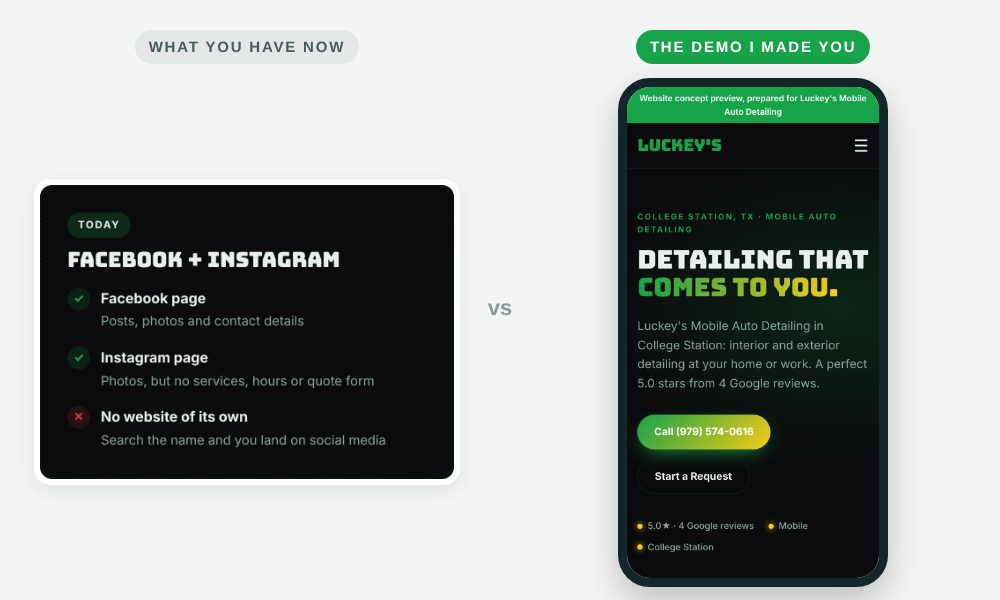 WHAT YOU HAVE NOW
THE DEMO I MADE YOU
TODAY
FACEBOOK + INSTAGRAM
Facebook page
Posts, photos and contact details
Instagram page
Photos, but no services, hours or quote form
No website of its own
Search the name and you land on social media
vs
Website concept preview, prepared for Luckey's Mobile
Auto Detailing
LUCKEY'S
COLLEGE STATION, TX · MOBILE AUTO
DETAILING
DETAILING THAT
COMES TO YOU.
Luckey's Mobile Auto Detailing in
College Station: interior and exterior
detailing at your home or work. A perfect
5.0 stars from 4 Google reviews.
Call (979) 574-0616
Start a Request
5.0★ · 4 Google reviews
Mobile
College Station